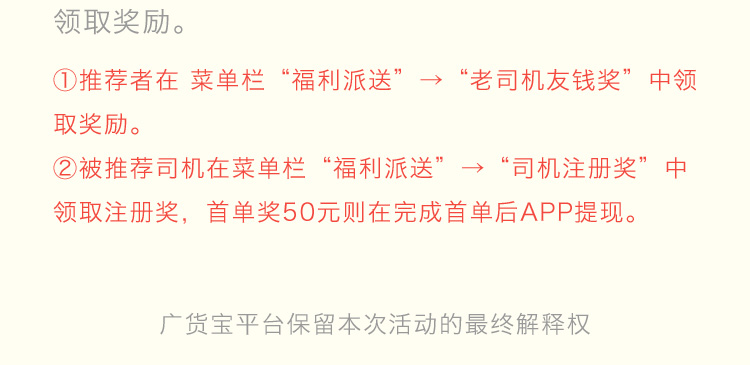 领取奖励。
①推荐者在 菜单栏“福利派送”→“老司机友钱奖”中领
取奖励。
②被推荐司机在菜单栏“福利派送”→“司机注册奖”中
领取注册奖，首单奖50元则在完成首单后APP提现。
广货宝平台保留本次活动的最终解释权